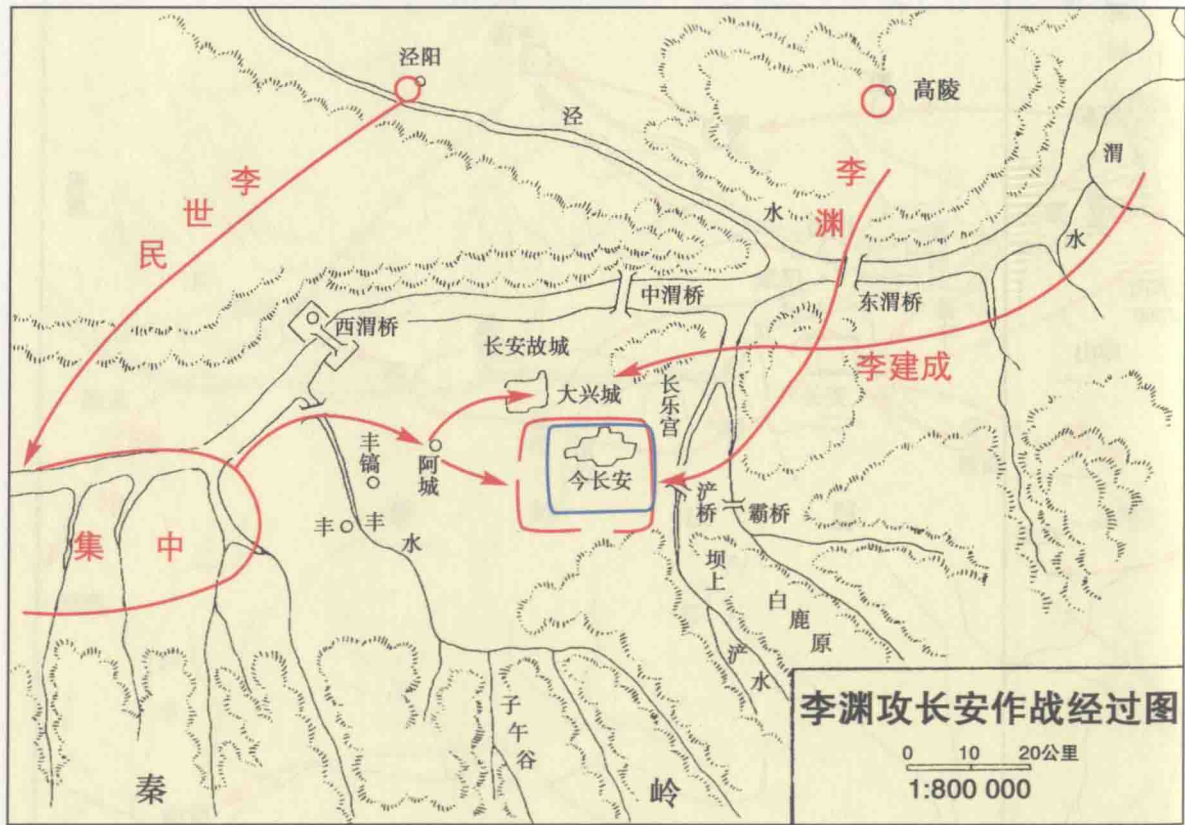 泾阳
高陵
泾
水
渭
水
李世民
李渊
李建成
中渭桥
东渭桥
西渭桥
长安故城
大兴城
长乐宫
阿城
丰镐
丰
丰水
今长安
浐桥
霸桥
坝上
白鹿原
浐水
集中
子午谷
秦岭
李渊攻长安作战经过图
0 10 20公里
1:800 000